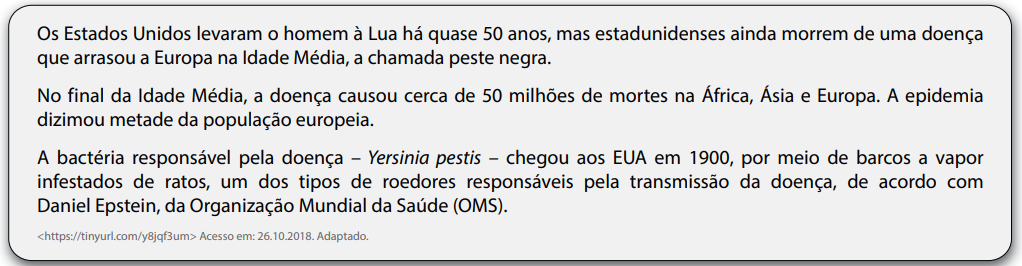 Os Estados Unidos levaram o homem à Lua há quase 50 anos, mas estadunidenses ainda morrem de uma doença
que arrasou a Europa na Idade Média, a chamada peste negra.
No final da Idade Média, a doença causou cerca de 50 milhões de mortes na África, Ásia e Europa. A epidemia
dizimou metade da população europeia.
A bactéria responsável pela doença – Yersinia pestis – chegou aos EUA em 1900, por meio de barcos a vapor
infestados de ratos, um dos tipos de roedores responsáveis pela transmissão da doença, de acordo com
Daniel Epstein, da Organização Mundial da Saúde (OMS).
<https://tinyurl.com/y8jqf3um> Acesso em: 26.10.2018. Adaptado.